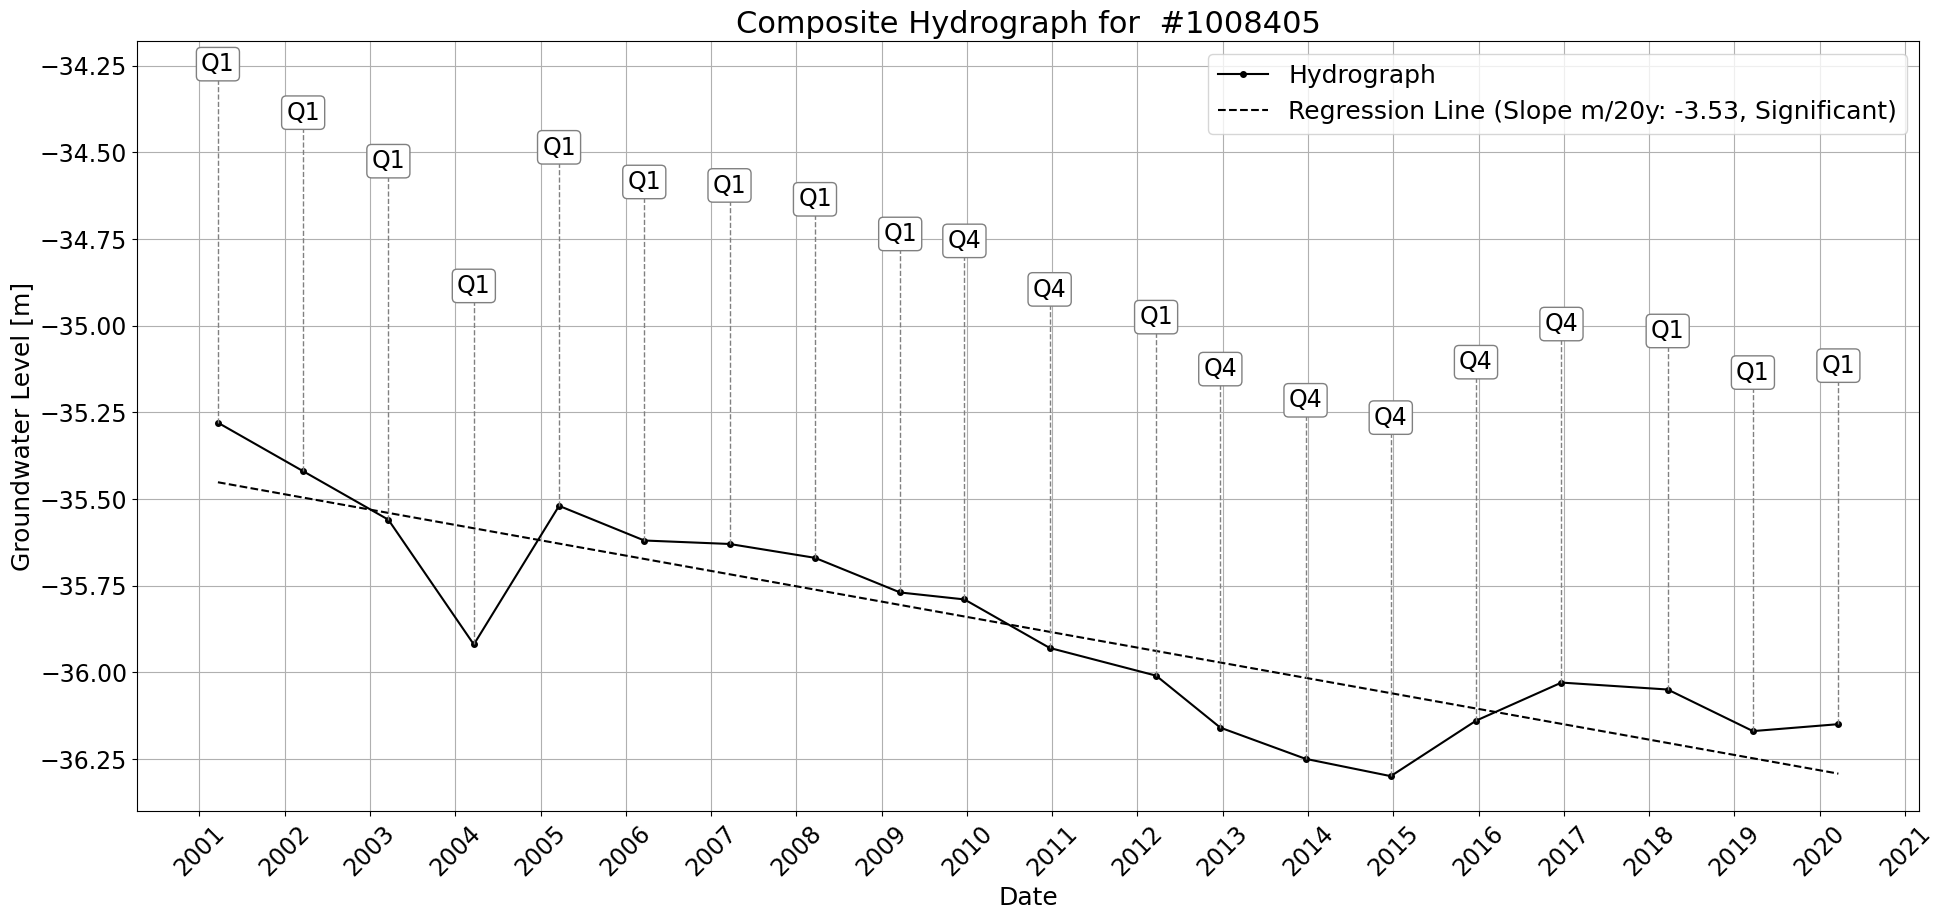 Composite Hydrograph for  #1008405
Hydrograph
Regression Line (Slope m/20y: -3.53, Significant)
Groundwater Level [m]
−34.25
−34.50
−34.75
−35.00
−35.25
−35.50
−35.75
−36.00
−36.25
Q1
Q1
Q1
Q1
Q1
Q1
Q1
Q1
Q1
Q4
Q4
Q1
Q4
Q4
Q4
Q4
Q4
Q1
Q1
Q1
2001
2002
2003
2004
2005
2006
2007
2008
2009
2010
2011
2012
2013
2014
2015
2016
2017
2018
2019
2020
2021
Date